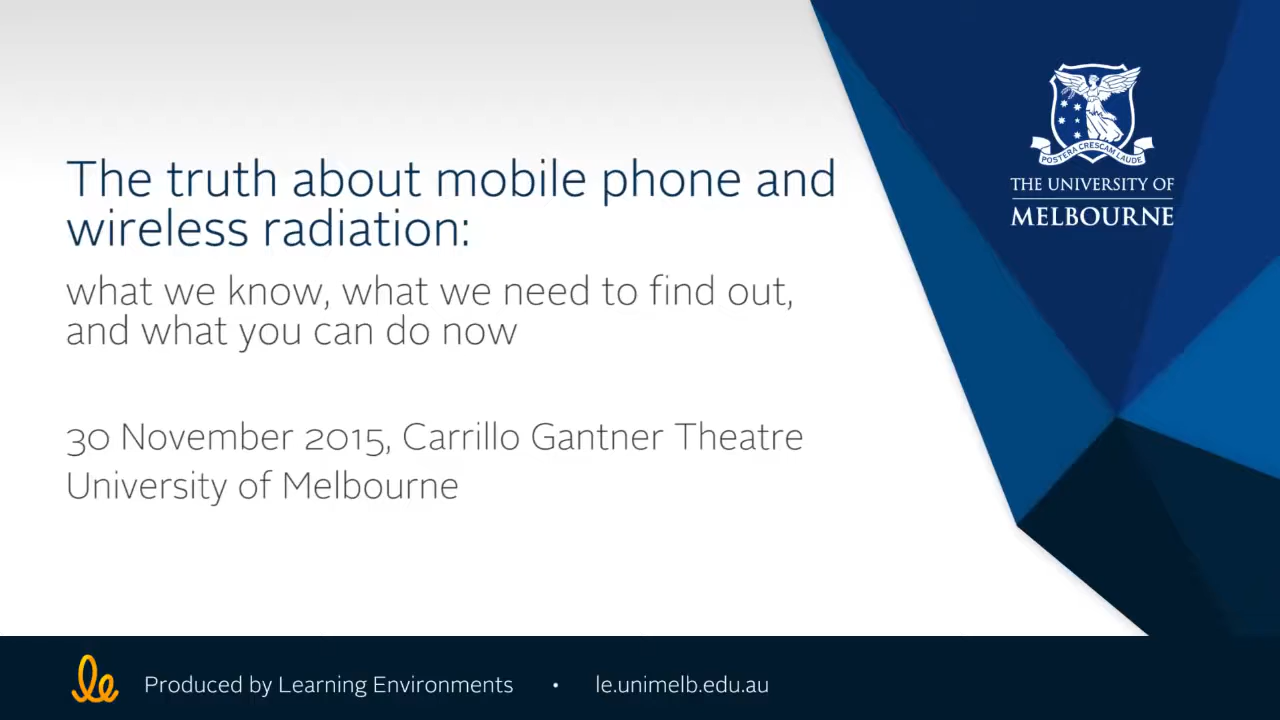 The truth about mobile phone and
wireless radiation:
what we know, what we need to find out,
and what you can do now
30 November 2015, Carrillo Gantner Theatre
University of Melbourne
POSTERA CRESCAM LAUDE
THE UNIVERSITY OF
MELBOURNE
le
Produced by Learning Environments • le.unimelb.edu.au